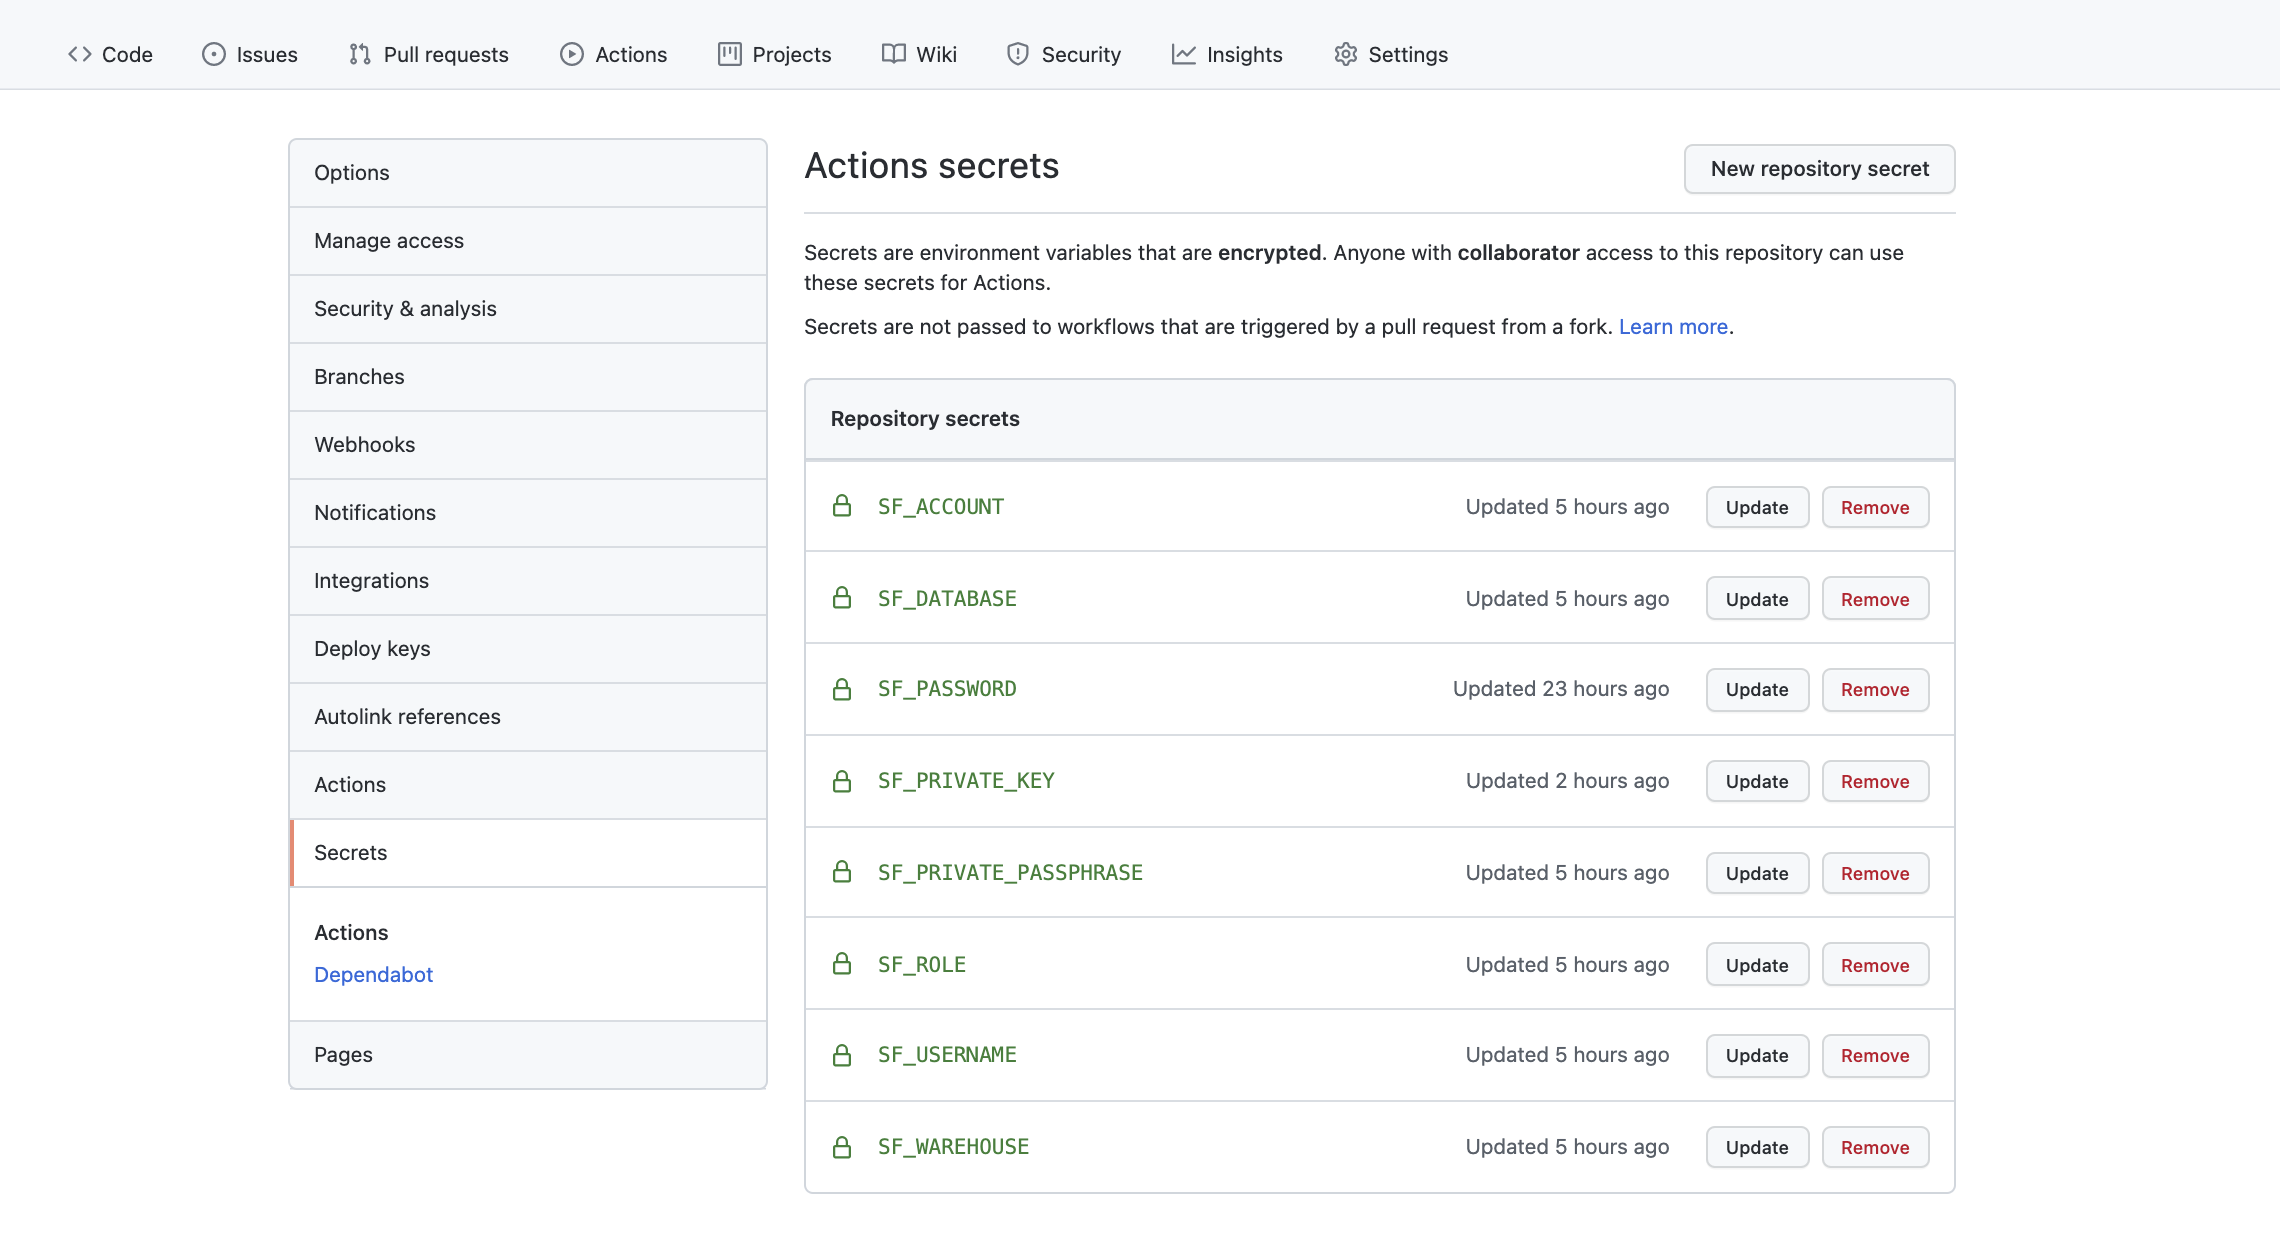 Code Issues Pull requests Actions Projects Wiki Security Insights Settings
Options
Manage access
Security & analysis
Branches
Webhooks
Notifications
Integrations
Deploy keys
Autolink references
Actions
Secrets
Actions
Dependabot
Pages
Actions secrets
New repository secret
Secrets are environment variables that are encrypted. Anyone with collaborator access to this repository can use
these secrets for Actions.
Secrets are not passed to workflows that are triggered by a pull request from a fork. Learn more.
Repository secrets
SF_ACCOUNT Updated 5 hours ago Update Remove
SF_DATABASE Updated 5 hours ago Update Remove
SF_PASSWORD Updated 23 hours ago Update Remove
SF_PRIVATE_KEY Updated 2 hours ago Update Remove
SF_PRIVATE_PASSPHRASE Updated 5 hours ago Update Remove
SF_ROLE Updated 5 hours ago Update Remove
SF_USERNAME Updated 5 hours ago Update Remove
SF_WAREHOUSE Updated 5 hours ago Update Remove